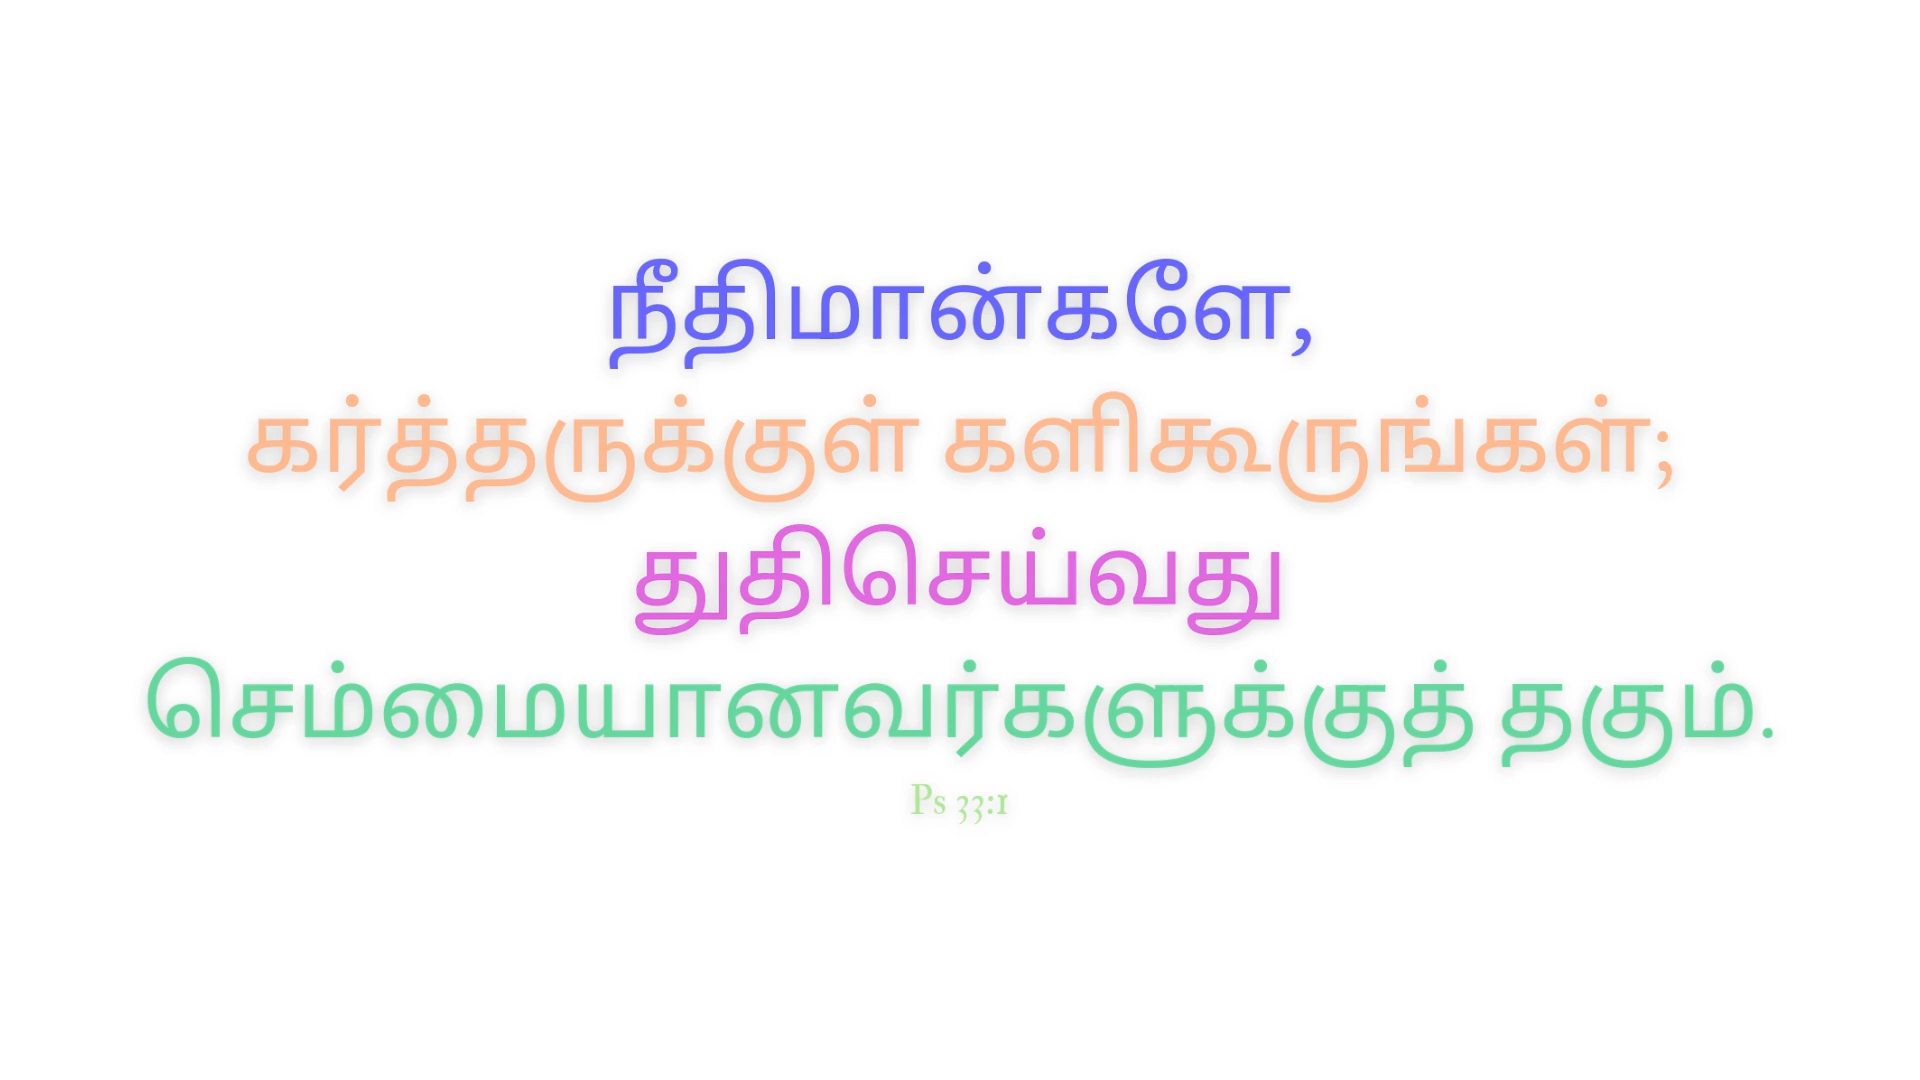 நீதிமான்களே,
கர்த்தருக்குள் களிகூருங்கள்;
துதிசெய்வது
செம்மையானவர்களுக்குத் தகும்.
Ps 33:1